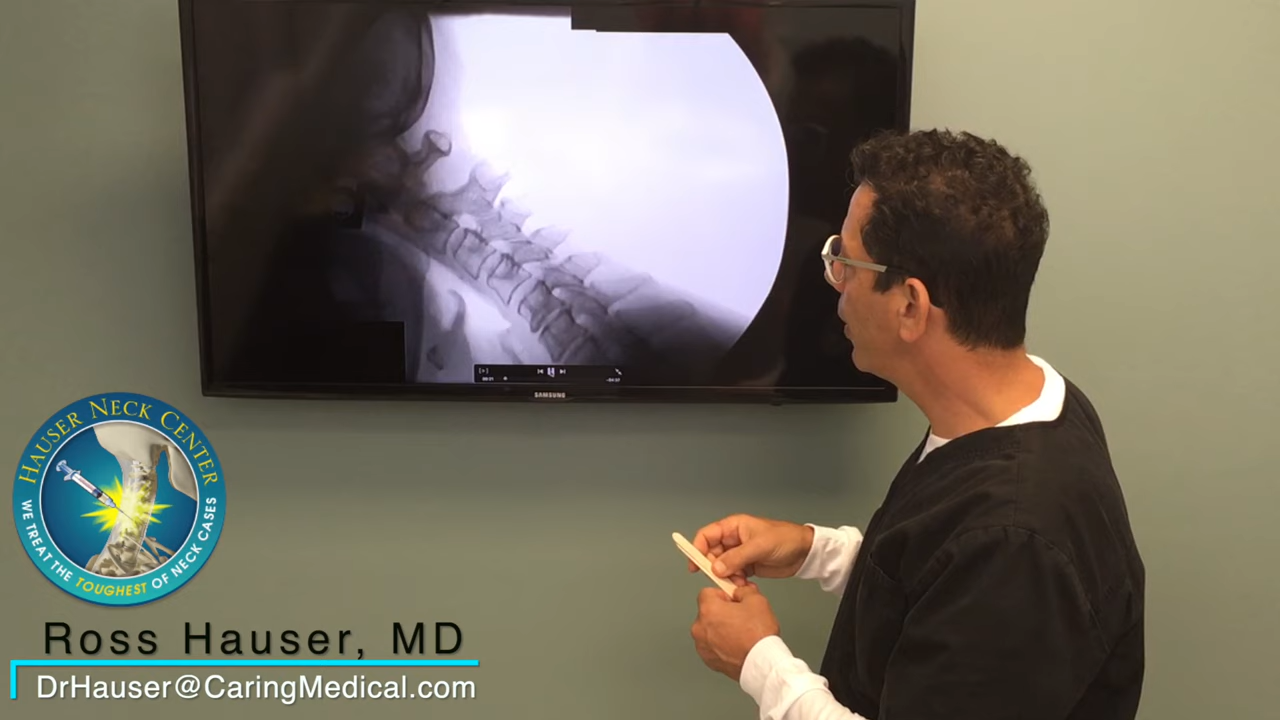 SAMSUNG
HAUSER NECK CENTER
WE TREAT THE TOUGHEST OF NECK CASES
Ross Hauser, MD
DrHauser@CaringMedical.com